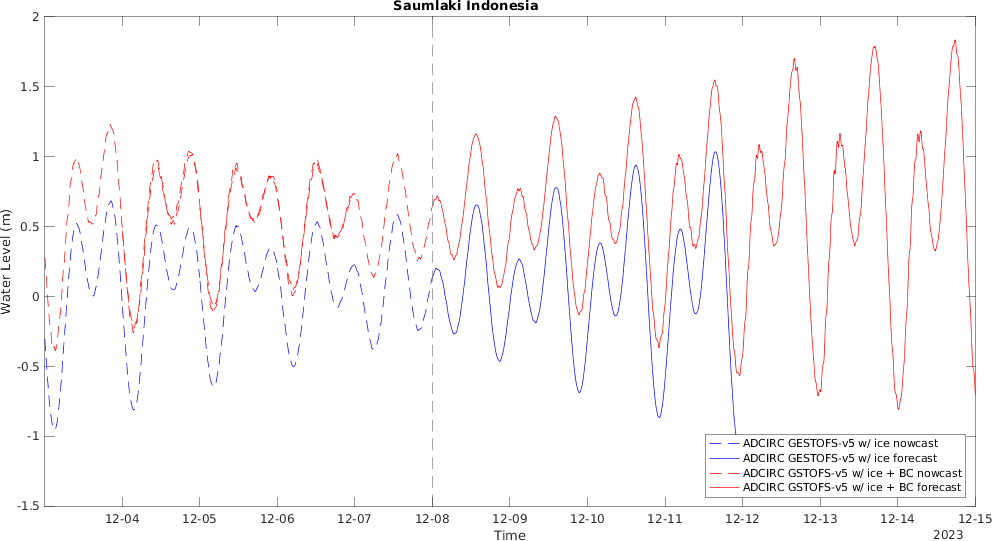 Saumlaki Indonesia
2
1.5
1
0.5
0
-0.5
-1
-1.5
Water Level (m)
ADCIRC GESTOFS-v5 w/ ice nowcast
ADCIRC GESTOFS-v5 w/ ice forecast
ADCIRC GSTOFS-v5 w/ ice + BC nowcast
ADCIRC GSTOFS-v5 w/ ice + BC forecast
12-04 12-05 12-06 12-07 12-08 12-09 12-10 12-11 12-12 12-13 12-14 12-15
Time
2023